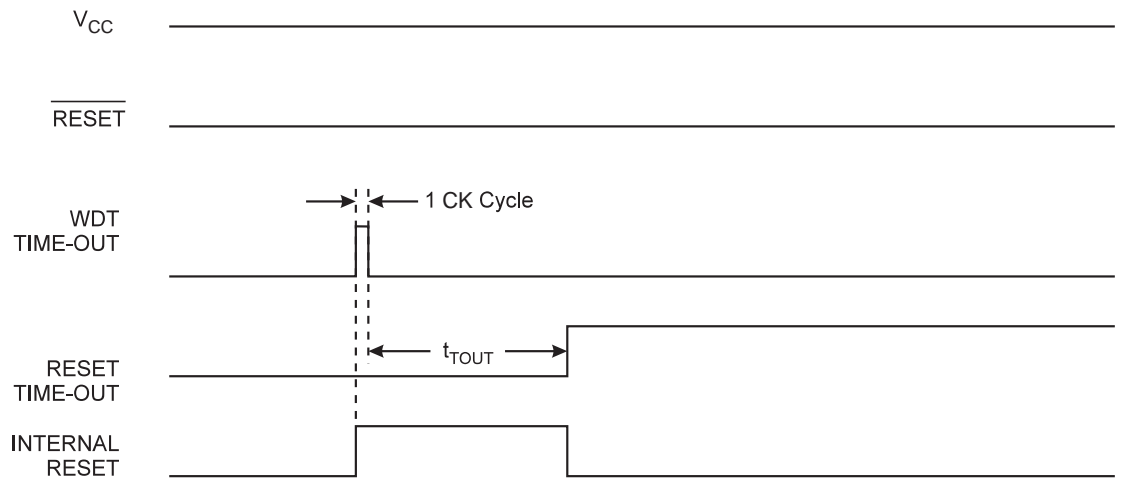 VCC
RESET
1 CK Cycle
WDT
TIME-OUT
tTOUT
RESET
TIME-OUT
INTERNAL
RESET